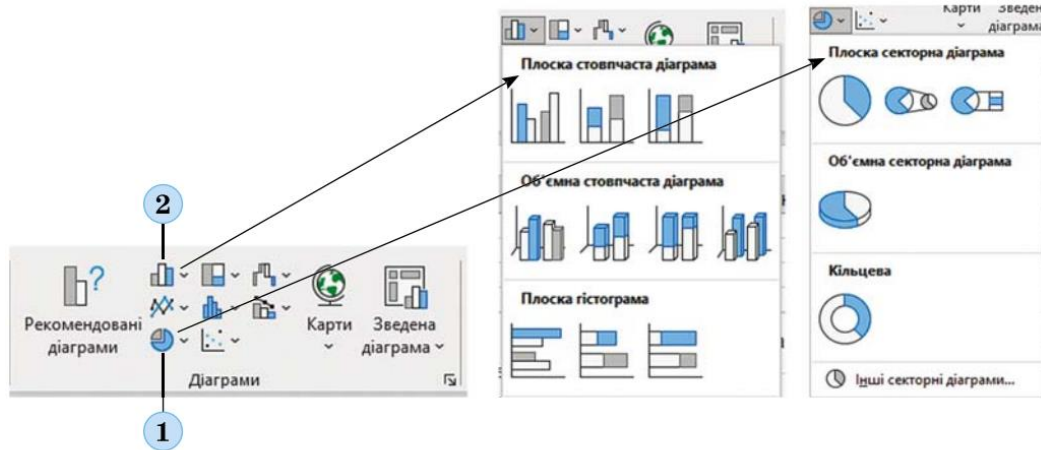 2
Рекомендовані
діаграми
?
Карти
Зведена
діаграма
Діаграми
1
Плоска стовпчаста діаграма
Об'ємна стовпчаста діаграма
Плоска гістограма
Карти
Зведена
діаграма
Плоска секторна діаграма
Об'ємна секторна діаграма
Кільцева
Інші секторні діаграми...